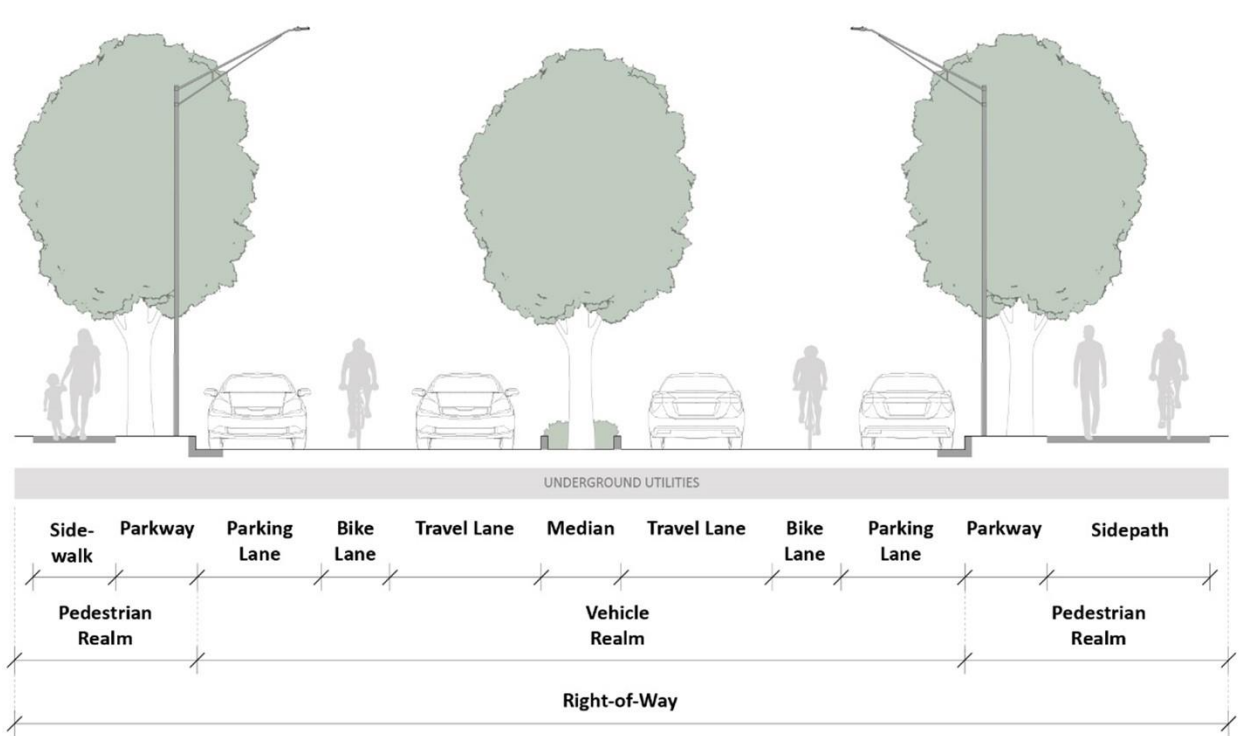 UNDERGROUND UTILITIES
Side-
walk
Parkway
Parking
Lane
Bike
Lane
Travel Lane
Median
Travel Lane
Bike
Lane
Parking
Lane
Parkway
Sidepath
Pedestrian
Realm
Vehicle
Realm
Pedestrian
Realm
Right-of-Way